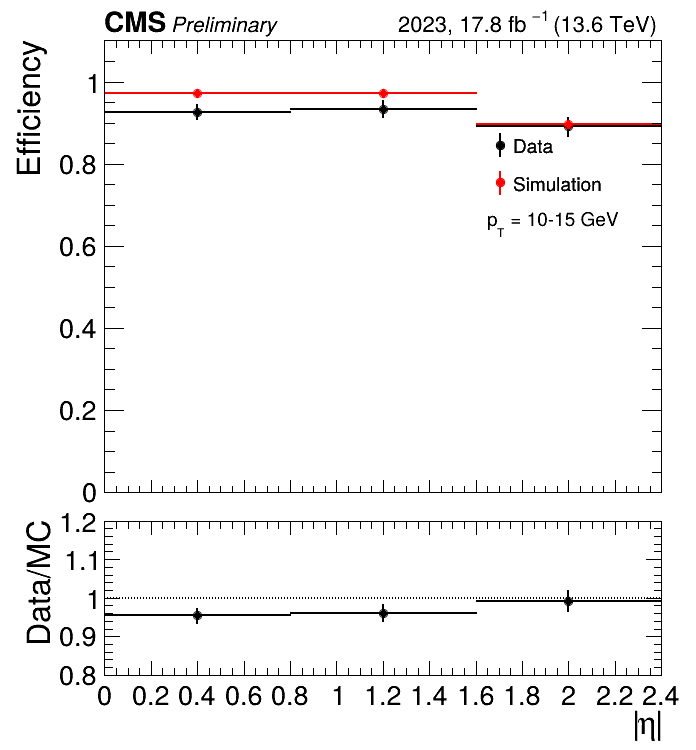 CMS Preliminary 2023, 17.8 fb⁻¹ (13.6 TeV)
Efficiency
1
0.8
0.6
0.4
0.2
0
Data
Simulation
p_T = 10-15 GeV
Data/MC
1.2
1.1
1
0.9
0.8
0 0.2 0.4 0.6 0.8 1 1.2 1.4 1.6 1.8 2 2.2 2.4
|η|